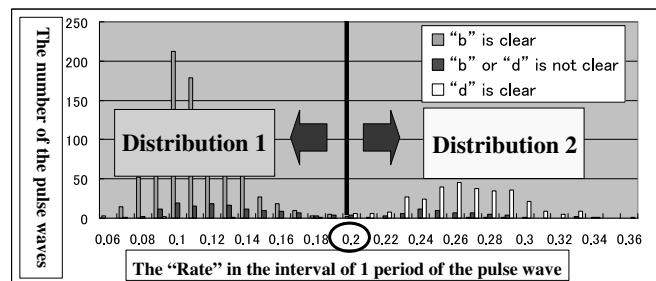 The number of the pulse waves
250
200
150
100
50
0
“b” is clear
“b” or “d” is not clear
“d” is clear
Distribution 1
Distribution 2
0,06 0,08 0,1 0,12 0,14 0,16 0,18 0,2 0,22 0,24 0,26 0,28 0,3 0,32 0,34 0,36
The “Rate” in the interval of 1 period of the pulse wave